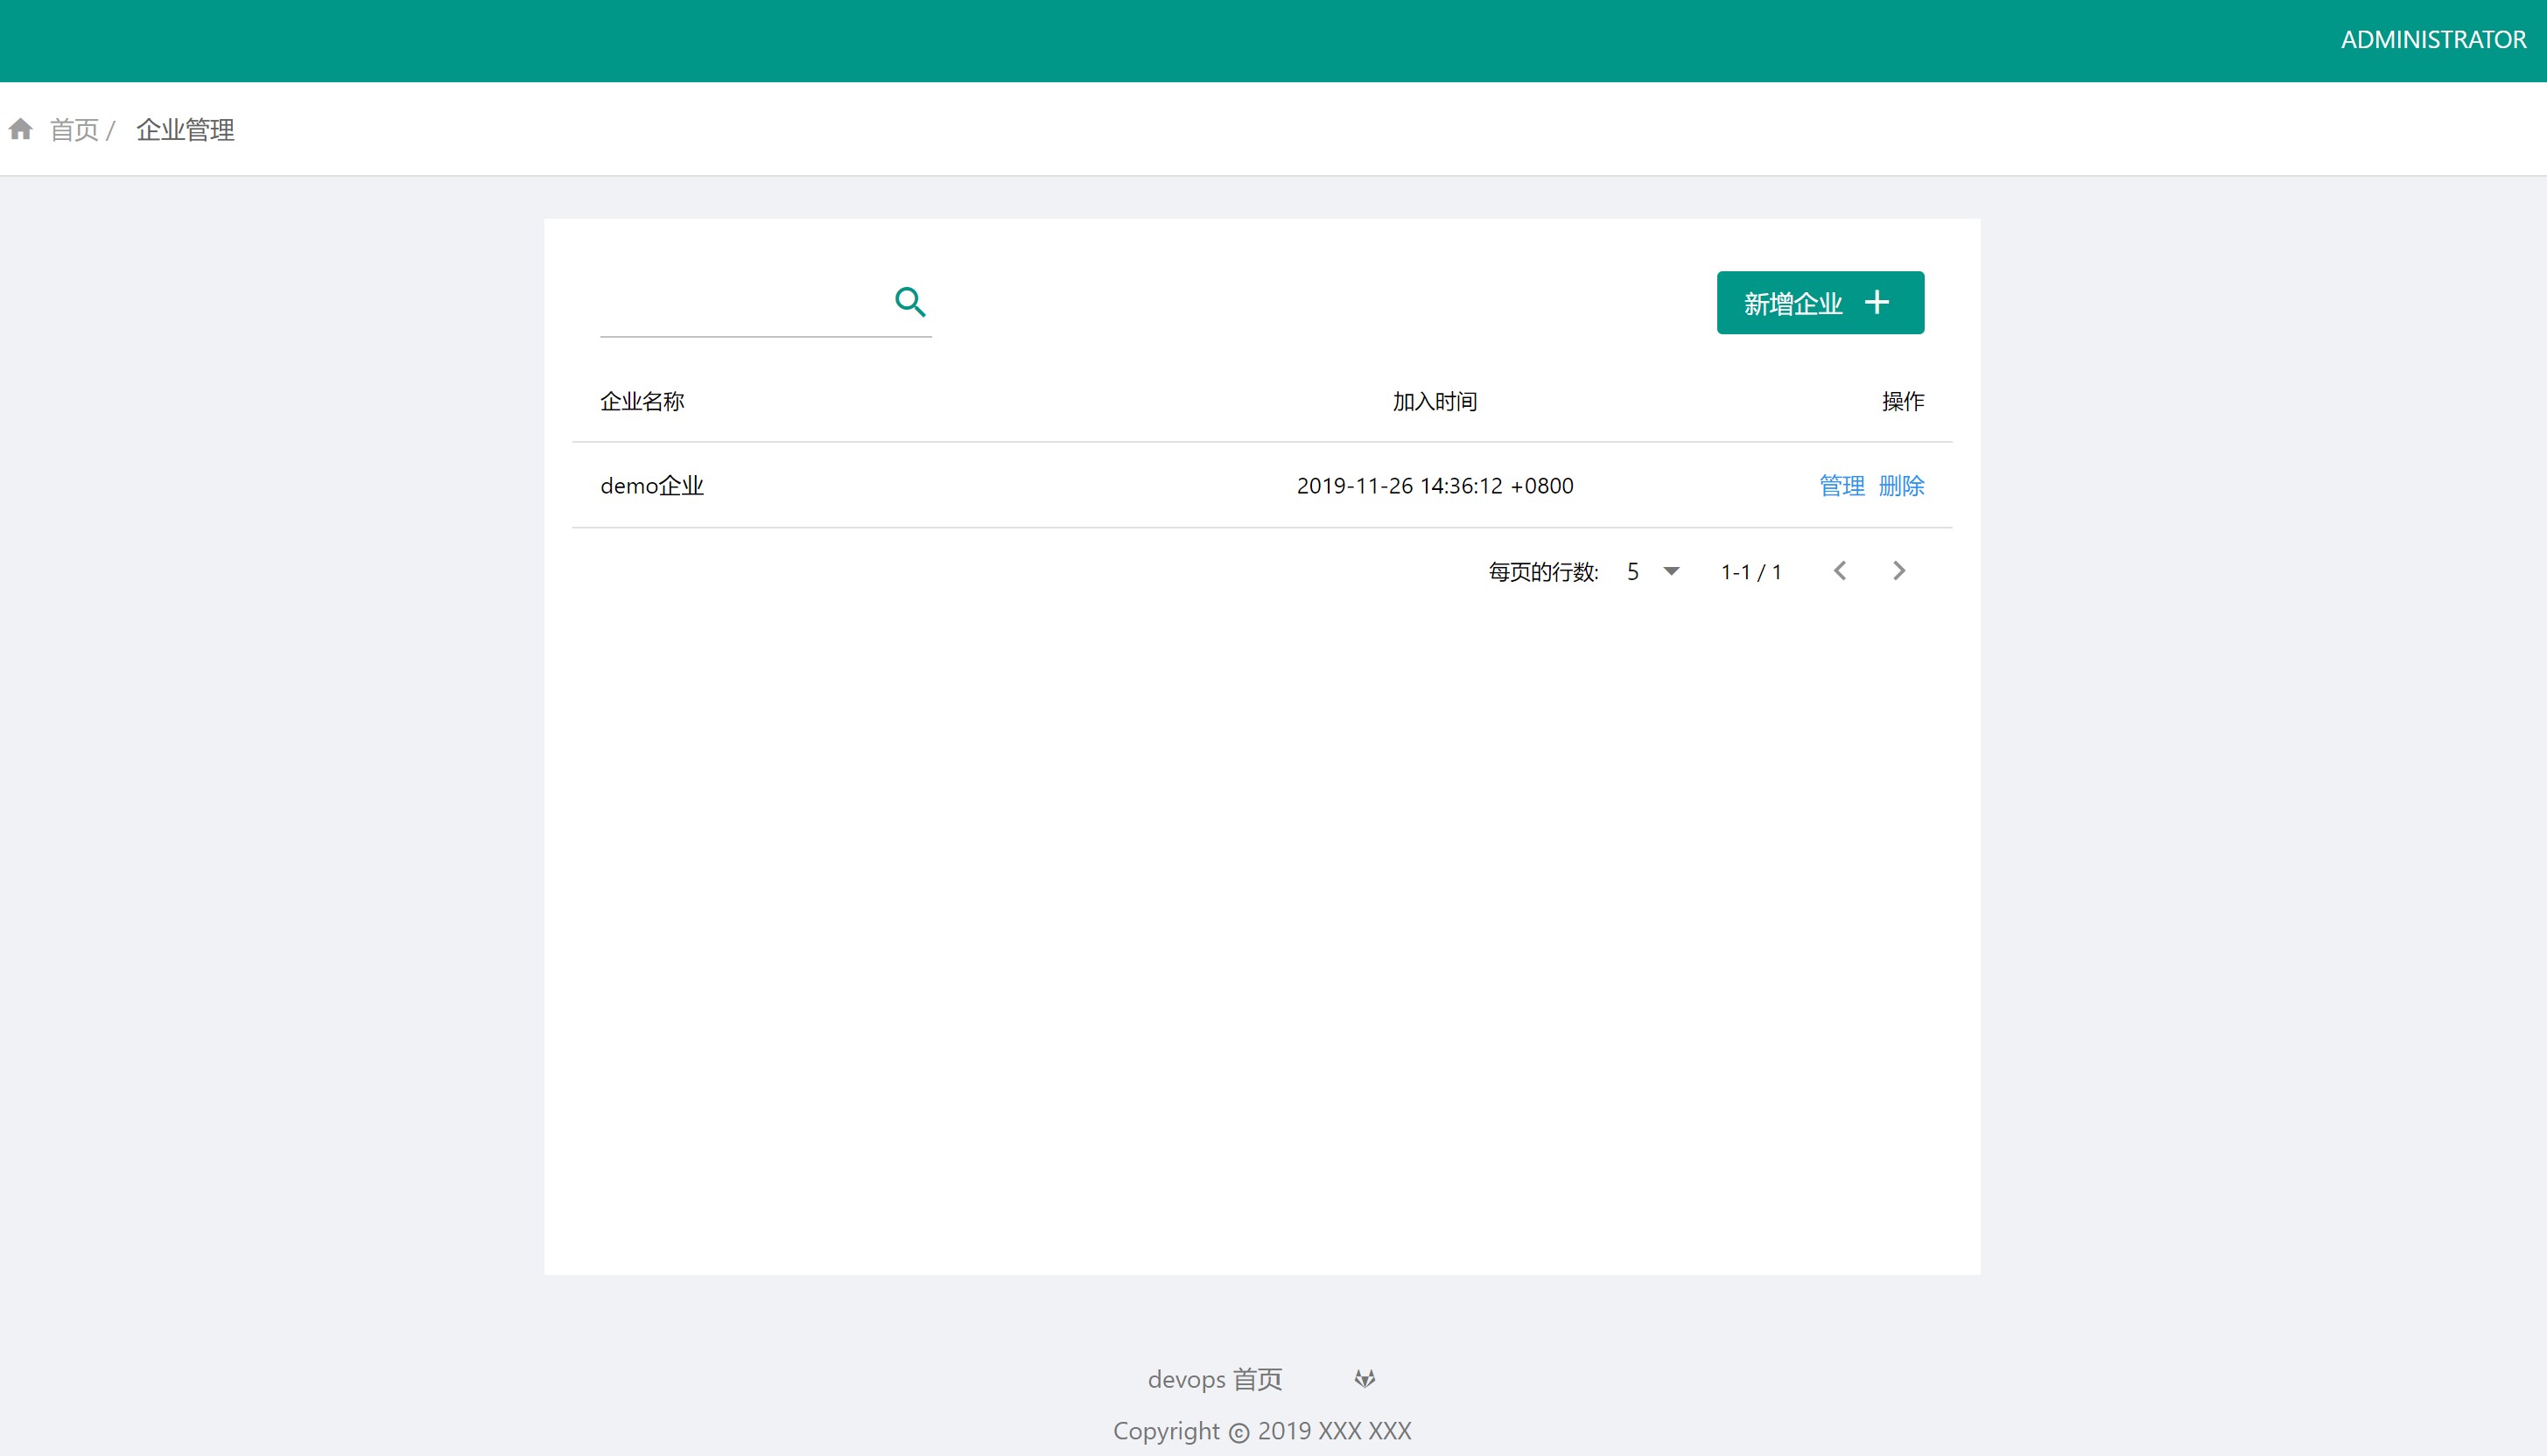 ADMINISTRATOR
首页 / 企业管理
新增企业
企业名称 加入时间 操作
demo企业 2019-11-26 14:36:12 +0800 管理 删除
每页的行数: 5 1-1 / 1
devops 首页
Copyright © 2019 XXX XXX